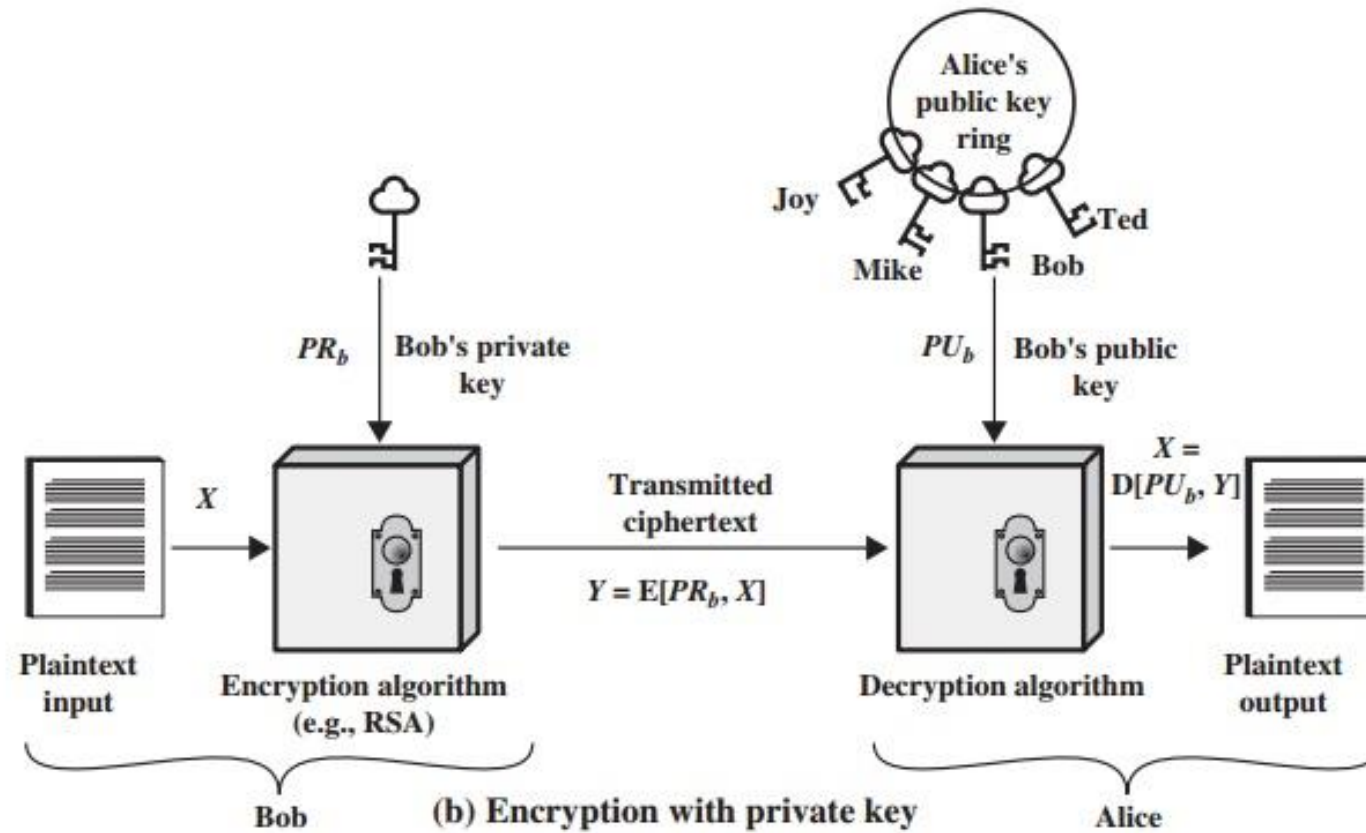 Alice's
public key
ring
Joy
Ted
Mike
Bob
PRb
Bob's private
key
PUb
Bob's public
key
X
Transmitted
ciphertext
X =
D[PUb, Y]
Y = E[PRb, X]
Plaintext
input
Encryption algorithm
(e.g., RSA)
Decryption algorithm
Plaintext
output
Bob
(b) Encryption with private key
Alice